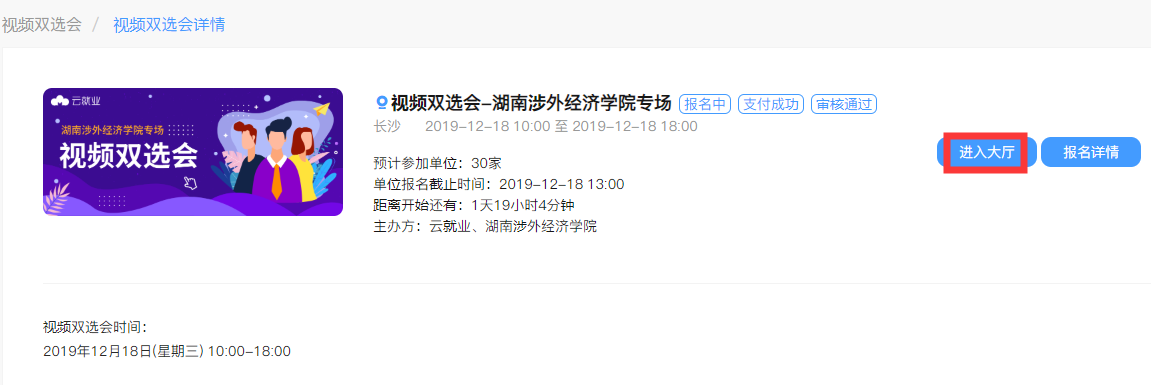 视频双选会 / 视频双选会详情
云就业
湖南涉外经济学院专场
视频双选会
视频双选会-湖南涉外经济学院专场 报名中 支付成功 审核通过
长沙 2019-12-18 10:00 至 2019-12-18 18:00
进入大厅 报名详情
预计参加单位：30家
单位报名截止时间：2019-12-18 13:00
距离开始还有：1天19小时4分钟
主办方：云就业、湖南涉外经济学院
视频双选会时间：
2019年12月18日(星期三) 10:00-18:00